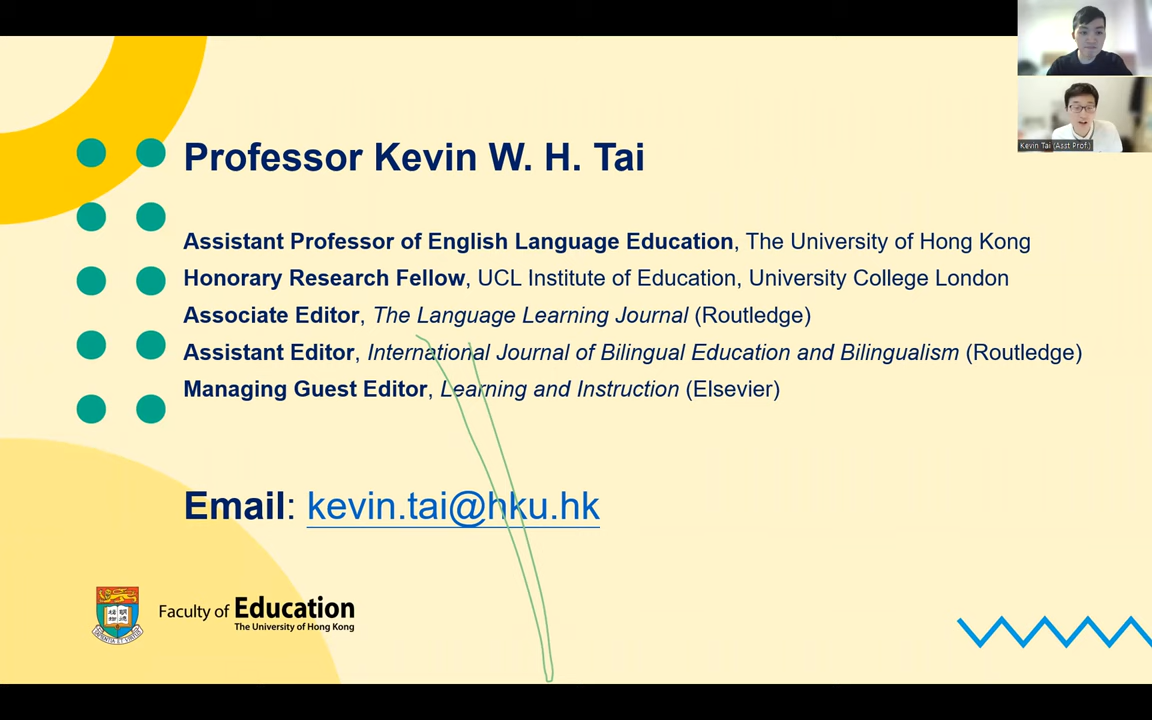 Kevin Tai (Asst Prof.)
Professor Kevin W. H. Tai
Assistant Professor of English Language Education, The University of Hong Kong
Honorary Research Fellow, UCL Institute of Education, University College London
Associate Editor, The Language Learning Journal (Routledge)
Assistant Editor, International Journal of Bilingual Education and Bilingualism (Routledge)
Managing Guest Editor, Learning and Instruction (Elsevier)
Email: kevin.tai@hku.hk
Faculty of Education
The University of Hong Kong